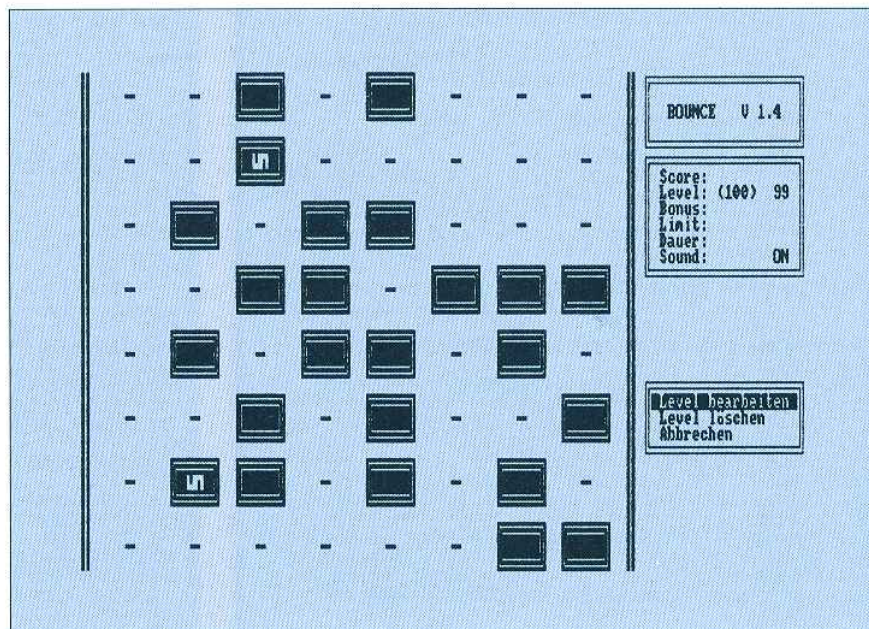 BOUNCE V 1.4
Score:
Level: (100) 99
Bonus:
Limit:
Dauer:
Sound: ON
Level bearbeiten
Level löschen
Abbrechen